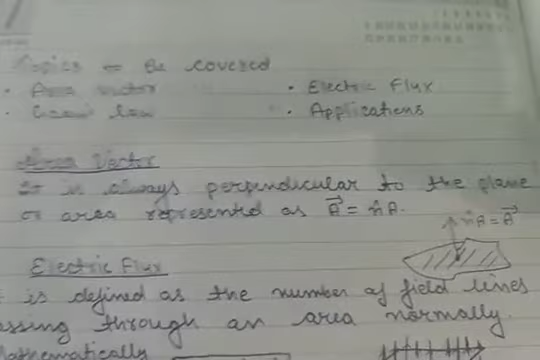 Topics to be covered
• Area vector
• Electric Flux
• Gauss' law
• Applications
Area Vector
It is always perpendicular to the plane
or area represented as A⃗ = n̂A.
n̂A = A⃗
Electric Flux
It is defined as the number of field lines
passing through an area normally.
Mathematically